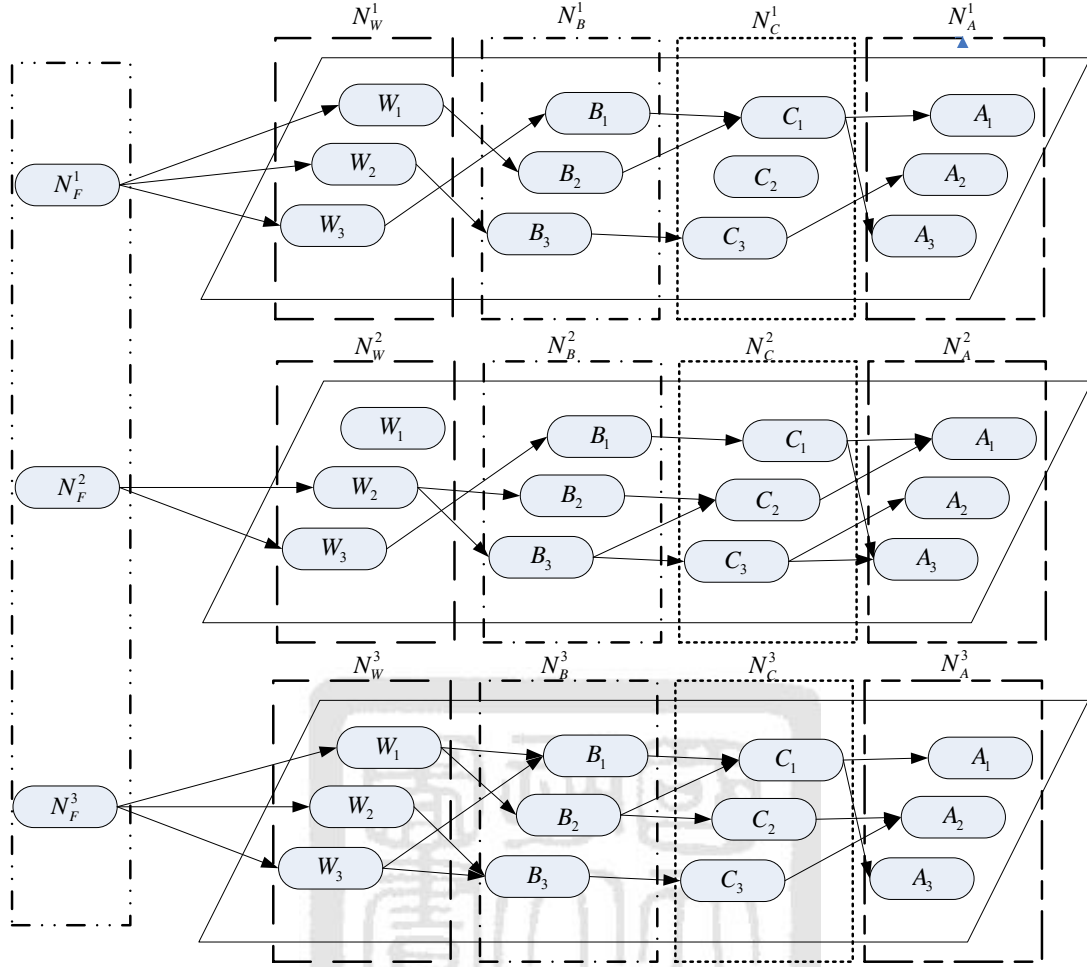 N_W^1 N_B^1 N_C^1 N_A^1
W_1 B_1 C_1 A_1
N_F^1 W_2 B_2 C_2 A_2
W_3 B_3 C_3 A_3
N_W^2 N_B^2 N_C^2 N_A^2
W_1 B_1 C_1 A_1
N_F^2 W_2 B_2 C_2 A_2
W_3 B_3 C_3 A_3
N_W^3 N_B^3 N_C^3 N_A^3
W_1 B_1 C_1 A_1
N_F^3 W_2 B_2 C_2 A_2
W_3 B_3 C_3 A_3